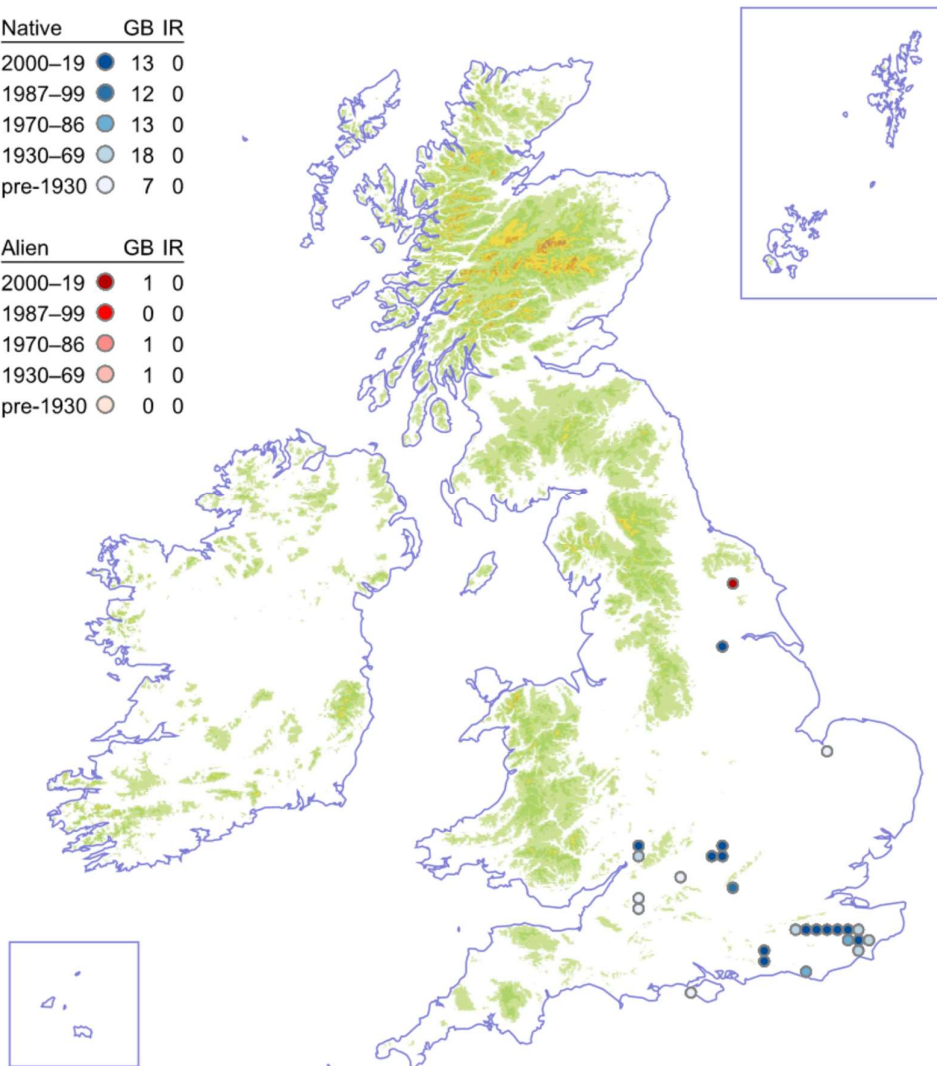 Native GB IR
2000–19 13 0
1987–99 12 0
1970–86 13 0
1930–69 18 0
pre-1930 7 0
Alien GB IR
2000–19 1 0
1987–99 0 0
1970–86 1 0
1930–69 1 0
pre-1930 0 0